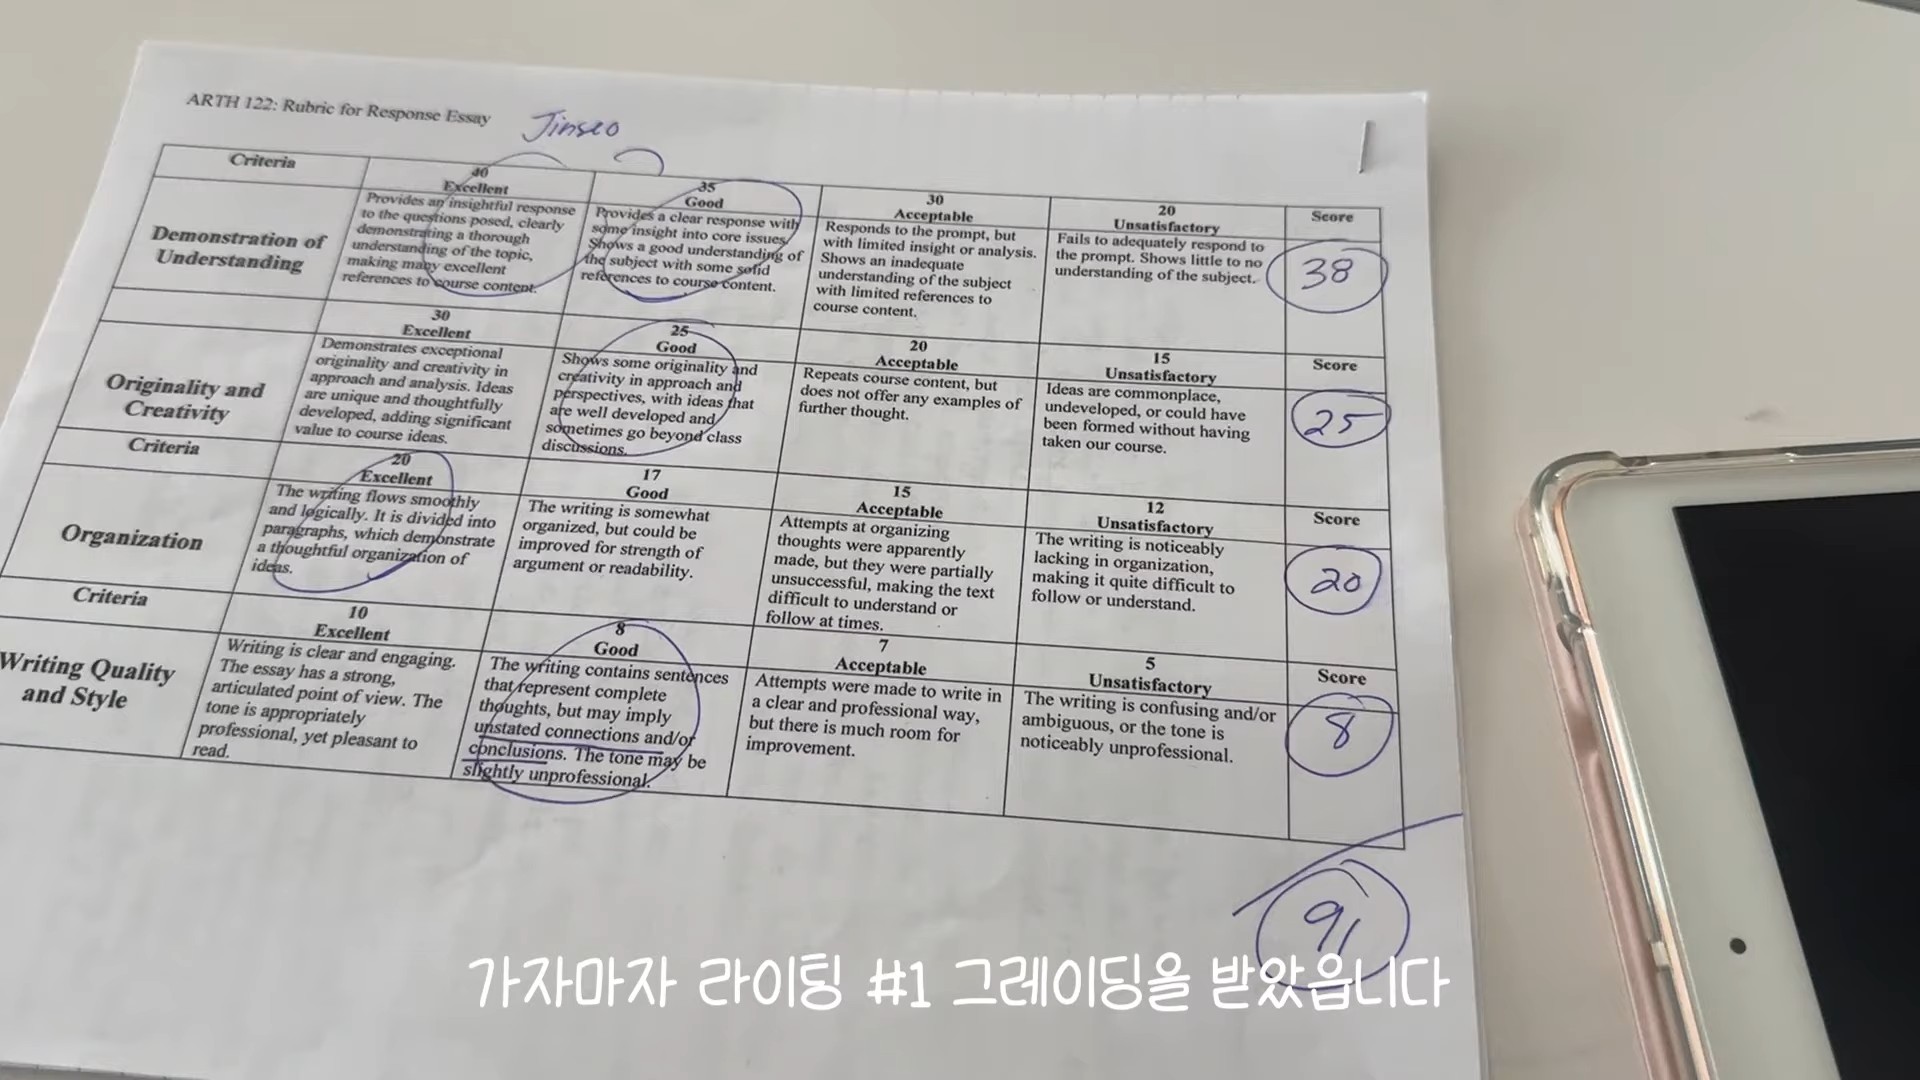 ARTH 122: Rubric for Response Essay
Jinseo
Criteria
40
Excellent
35
Good
30
Acceptable
20
Unsatisfactory
Score
Demonstration of
Understanding
Provides an insightful response
to the questions posed, clearly
demonstrating a thorough
understanding of the topic,
making many excellent
references to course content.
Provides a clear response with
some insight into core issues.
Shows a good understanding of
the subject with some solid
references to course content.
Responds to the prompt, but
with limited insight or analysis.
Shows an inadequate
understanding of the subject
with limited references to
course content.
Fails to adequately respond to
the prompt. Shows little to no
understanding of the subject.
38
30
Excellent
25
Good
20
Acceptable
15
Unsatisfactory
Score
Originality and
Creativity
Demonstrates exceptional
originality and creativity in
approach and analysis. Ideas
are unique and thoughtfully
developed, adding significant
value to course ideas.
Shows some originality and
creativity in approach and
perspectives, with ideas that
are well developed and
sometimes go beyond class
discussions.
Repeats course content, but
does not offer any examples of
further thought.
Ideas are commonplace,
undeveloped, or could have
been formed without having
taken our course.
25
Criteria
20
Excellent
17
Good
15
Acceptable
12
Unsatisfactory
Score
Organization
The writing flows smoothly
and logically. It is divided into
paragraphs, which demonstrate
a thoughtful organization of
ideas.
The writing is somewhat
organized, but could be
improved for strength of
argument or readability.
Attempts at organizing
thoughts were apparently
made, but they were partially
unsuccessful, making the text
difficult to understand or
follow at times.
The writing is noticeably
lacking in organization,
making it quite difficult to
follow or understand.
20
Criteria
10
Excellent
8
Good
7
Acceptable
5
Unsatisfactory
Score
Writing Quality
and Style
Writing is clear and engaging.
The essay has a strong,
articulated point of view. The
tone is appropriately
professional, yet pleasant to
read.
The writing contains sentences
that represent complete
thoughts, but may imply
unstated connections and/or
conclusions. The tone may be
slightly unprofessional.
Attempts were made to write in
a clear and professional way,
but there is much room for
improvement.
The writing is confusing and/or
ambiguous, or the tone is
noticeably unprofessional.
8
91
가자마자 라이팅 #1 그레이딩을 받았읍니다